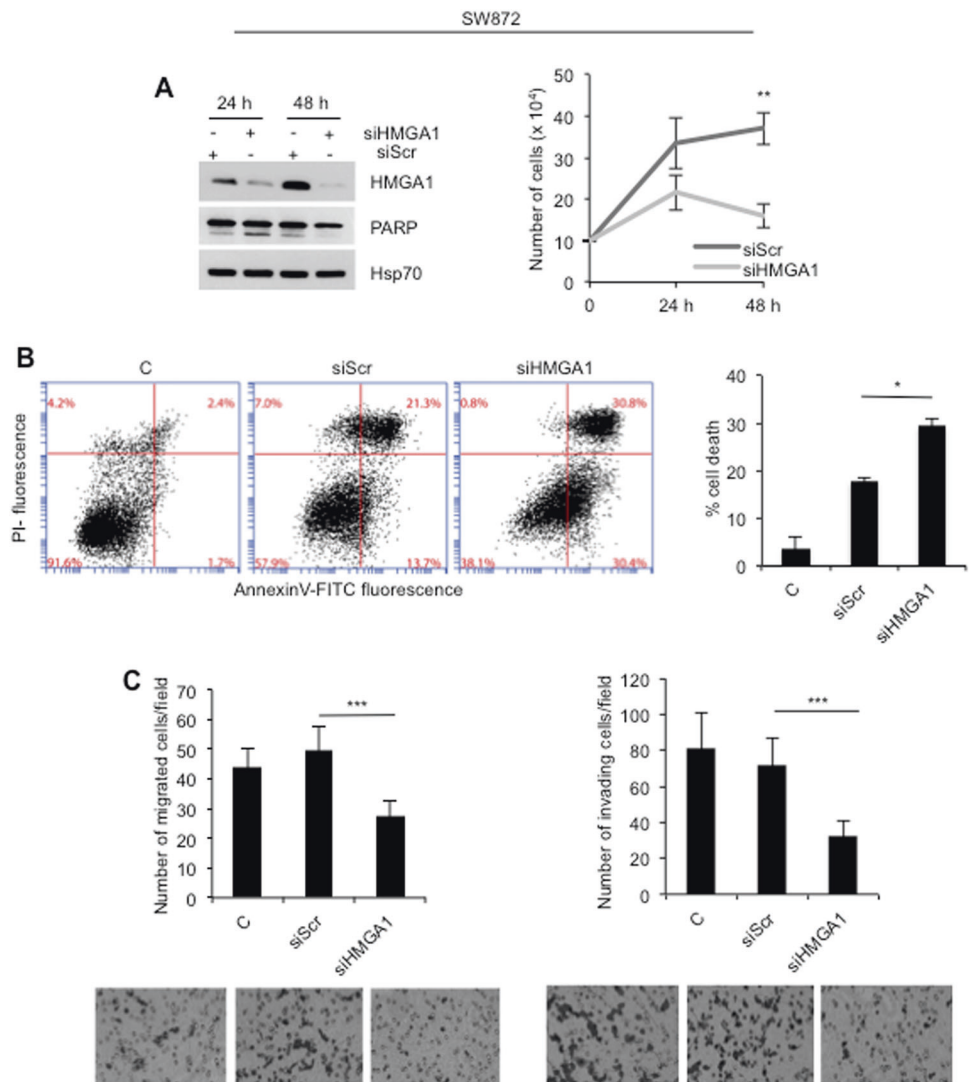 SW872
A
24 h 48 h
- + - + siHMGA1
+ - + - siScr
HMGA1
PARP
Hsp70
Number of cells (x 10⁴)
50
40
30
20
10
0
**
siScr
siHMGA1
0 24 h 48 h
B
C siScr siHMGA1
4.2% 2.4% 7.0% 21.3% 0.8% 30.8%
91.6% 1.7% 57.9% 13.7% 38.1% 30.4%
PI- fluorescence
AnnexinV-FITC fluorescence
% cell death
40
30
20
10
0
*
C siScr siHMGA1
C
Number of migrated cells/field
70
60
50
40
30
20
10
0
***
C siScr siHMGA1
Number of invading cells/field
120
100
80
60
40
20
0
***
C siScr siHMGA1